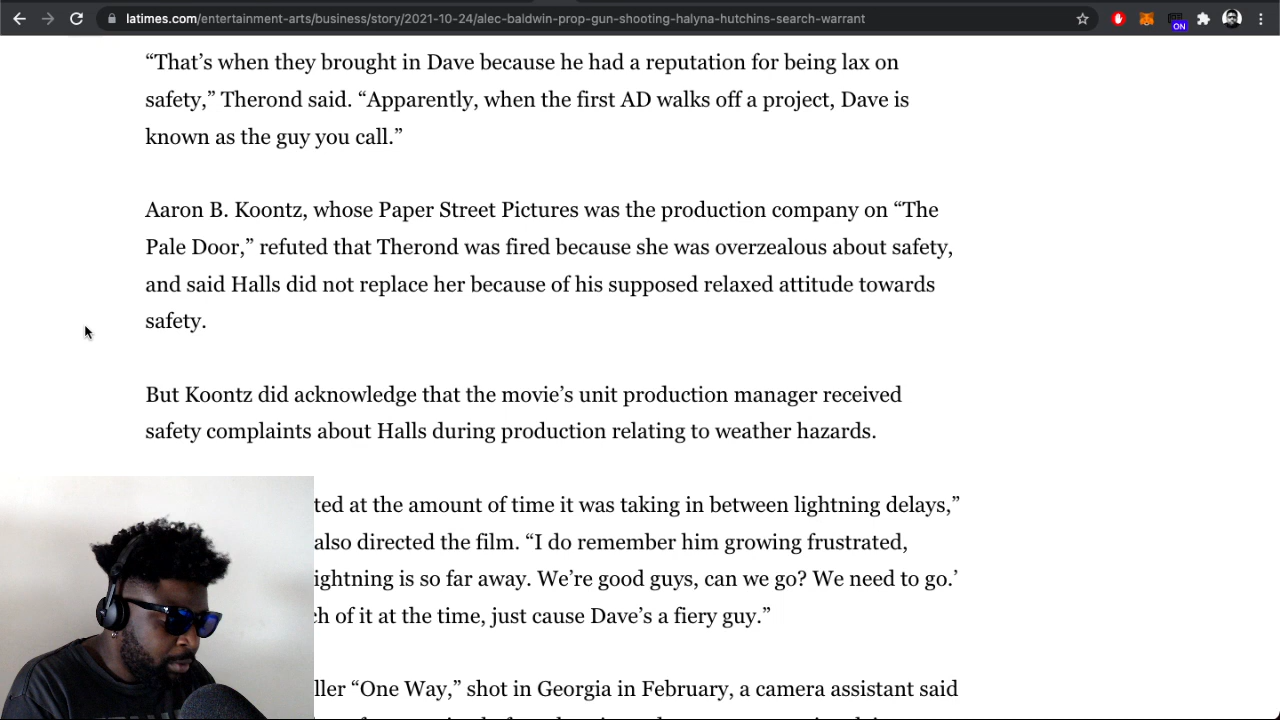 latimes.com/entertainment-arts/business/story/2021-10-24/alec-baldwin-prop-gun-shooting-halyna-hutchins-search-warrant
ON
“That’s when they brought in Dave because he had a reputation for being lax on
safety,” Therond said. “Apparently, when the first AD walks off a project, Dave is
known as the guy you call.”
Aaron B. Koontz, whose Paper Street Pictures was the production company on “The
Pale Door,” refuted that Therond was fired because she was overzealous about safety,
and said Halls did not replace her because of his supposed relaxed attitude towards
safety.
But Koontz did acknowledge that the movie’s unit production manager received
safety complaints about Halls during production relating to weather hazards.
ted at the amount of time it was taking in between lightning delays,”
also directed the film. “I do remember him growing frustrated,
ightning is so far away. We’re good guys, can we go? We need to go.’
ch of it at the time, just cause Dave’s a fiery guy.”
ller “One Way,” shot in Georgia in February, a camera assistant said